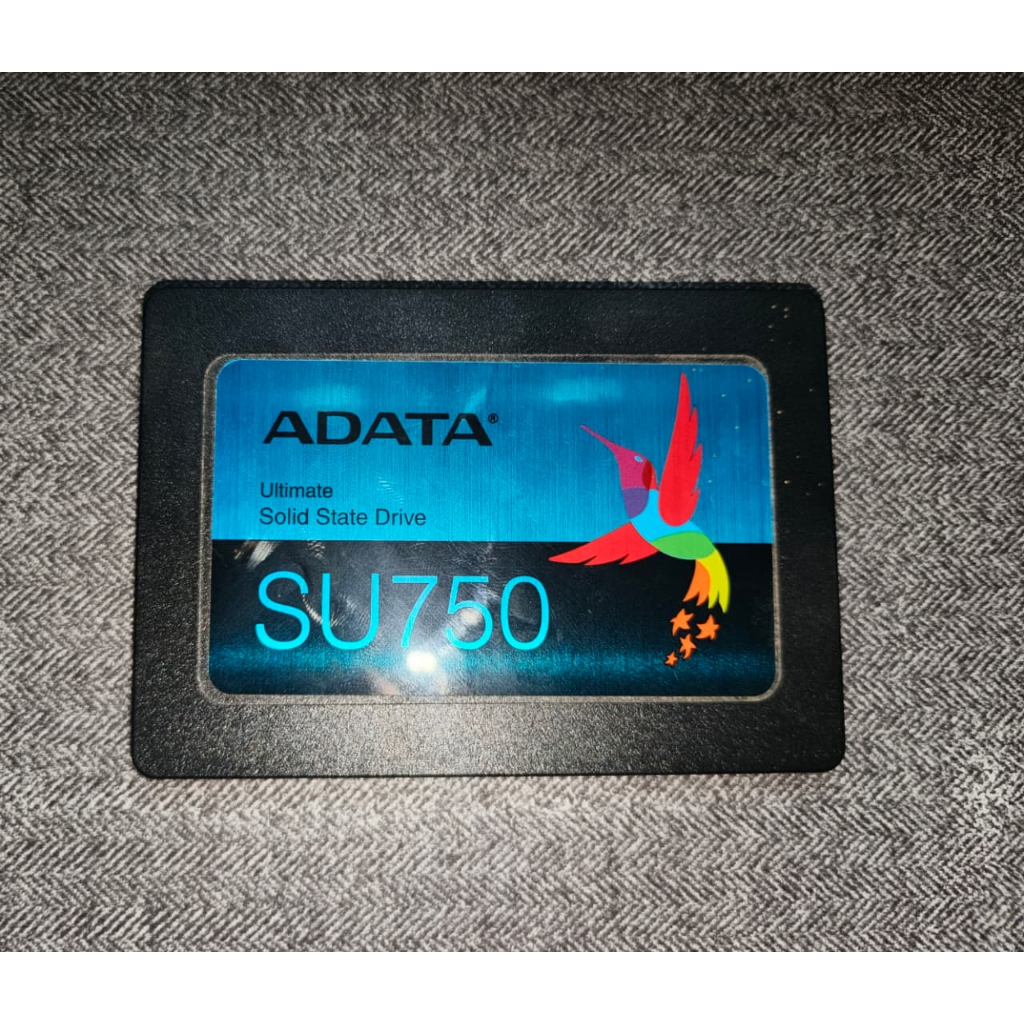 ADATA®
Ultimate
Solid State Drive
SU750